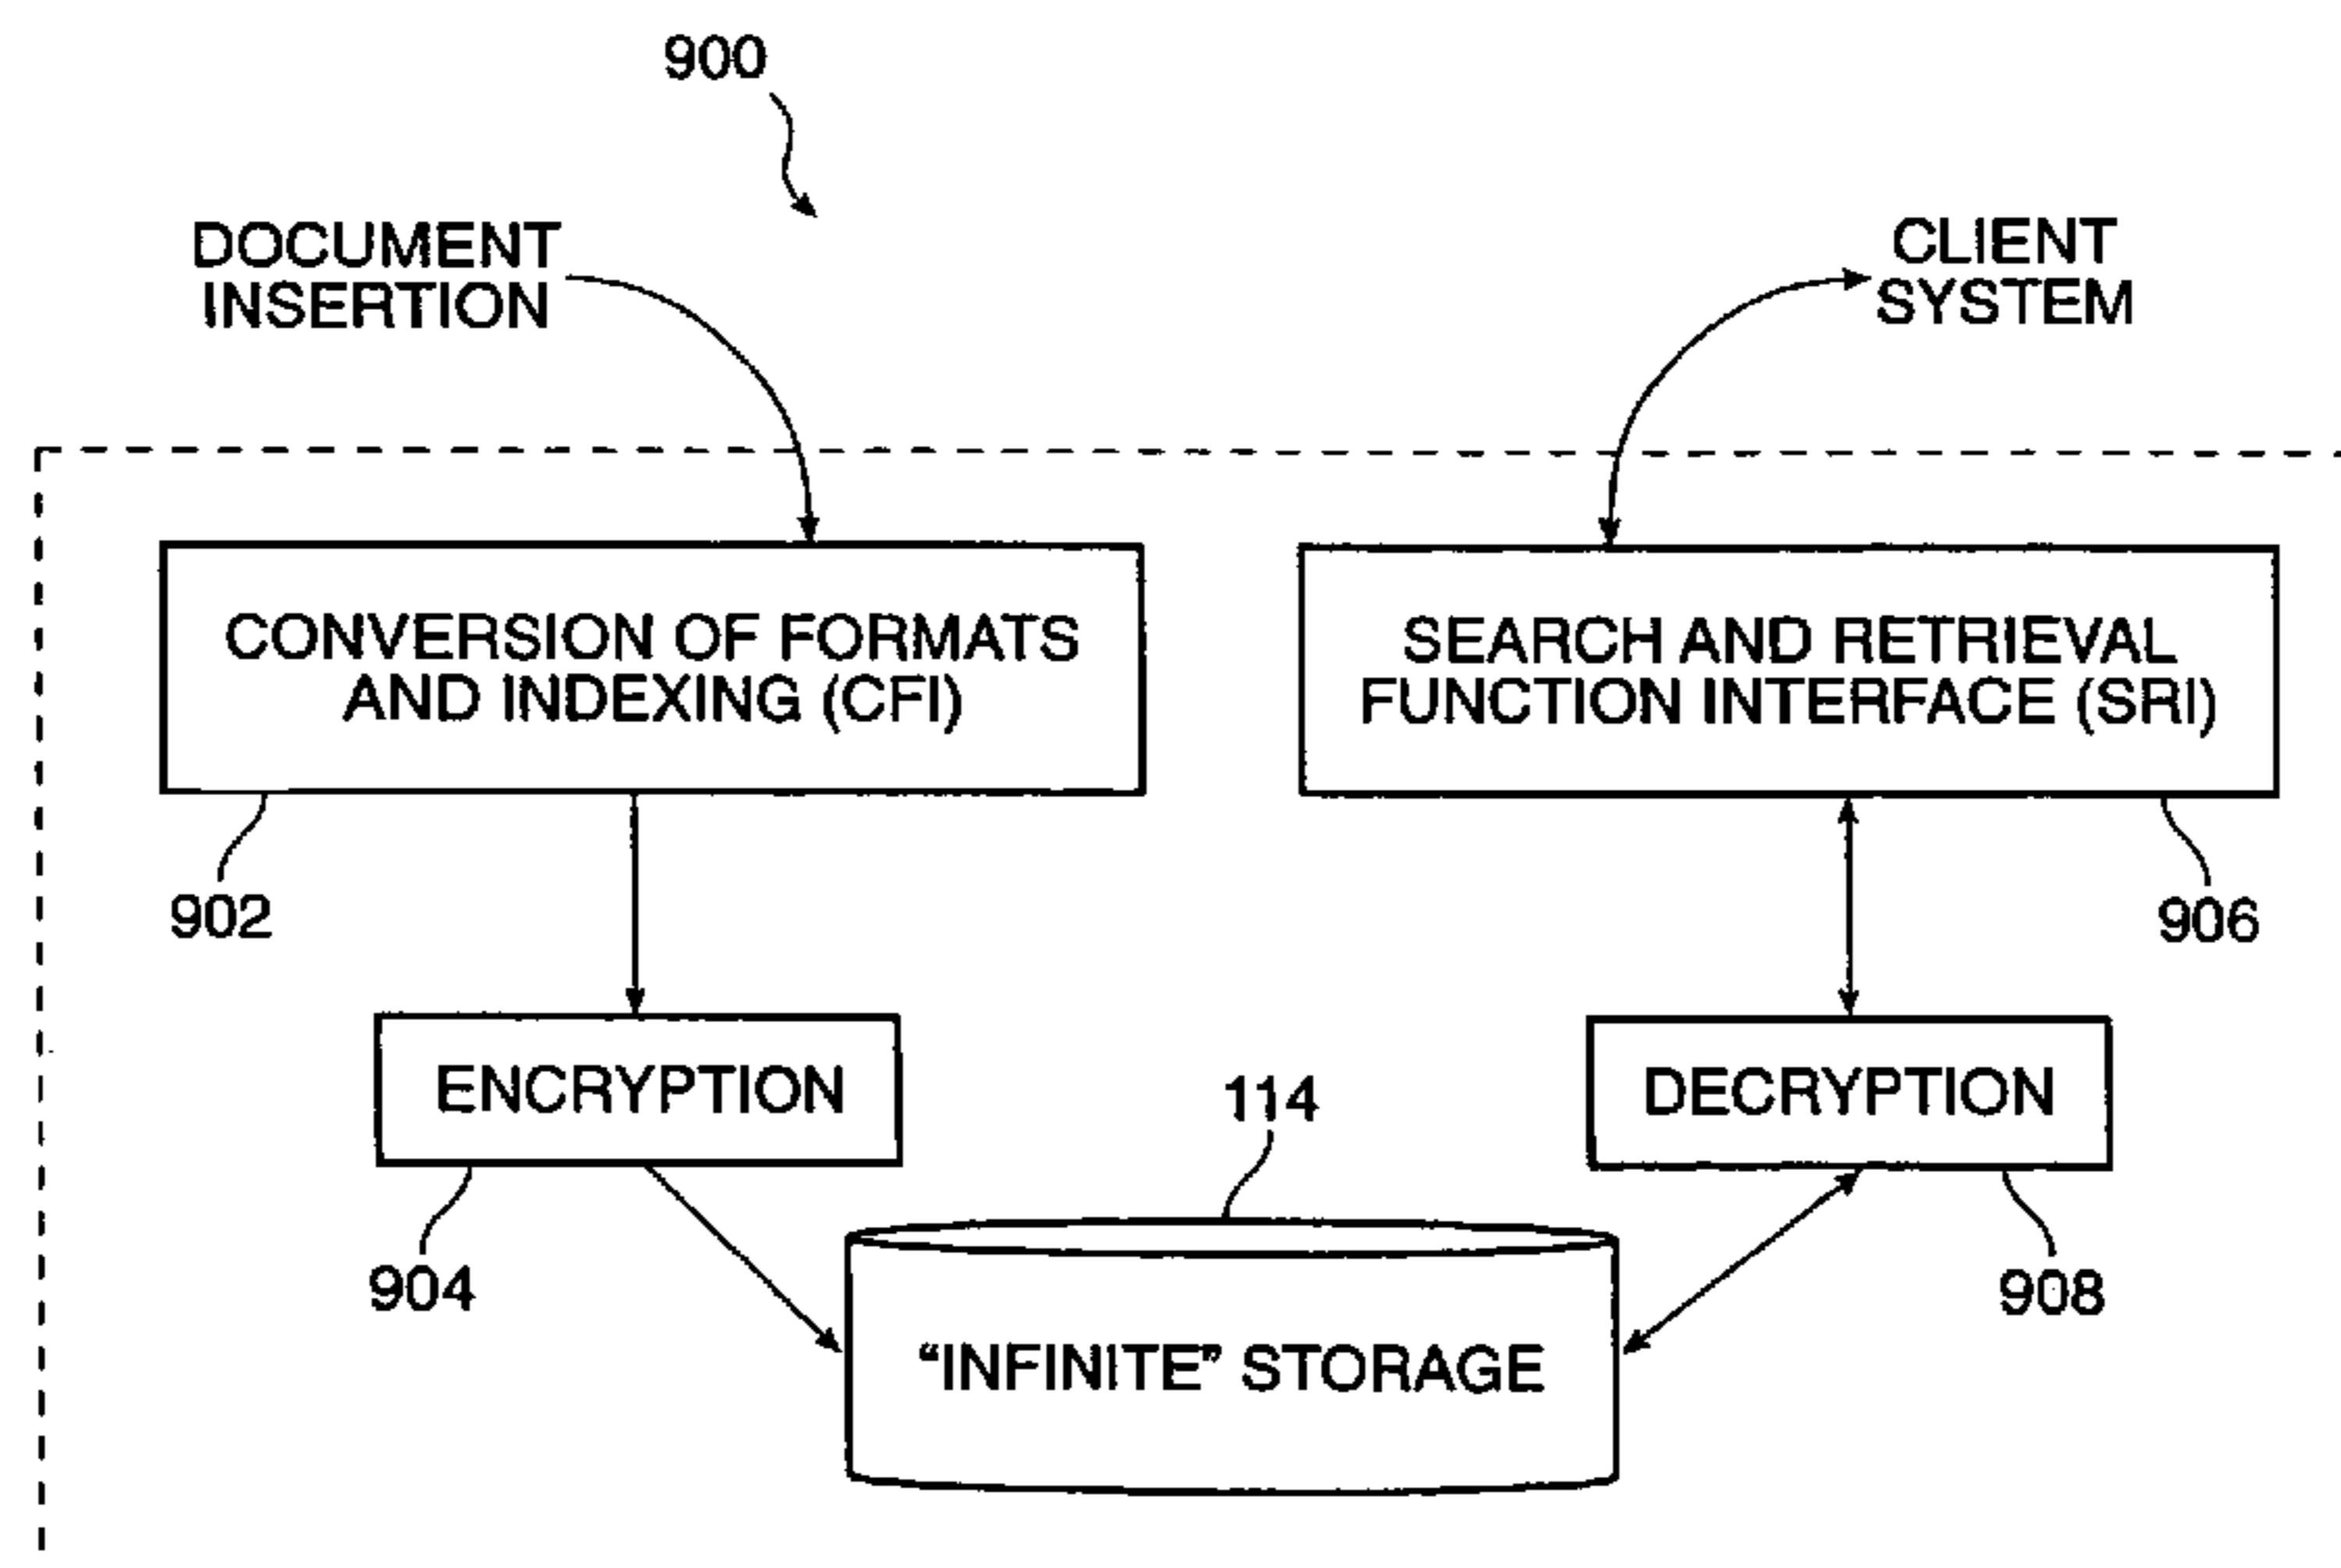 900
DOCUMENT
INSERTION
CLIENT
SYSTEM
CONVERSION OF FORMATS
AND INDEXING (CFI)
SEARCH AND RETRIEVAL
FUNCTION INTERFACE (SRI)
902
906
ENCRYPTION
DECRYPTION
114
904
908
“INFINITE” STORAGE